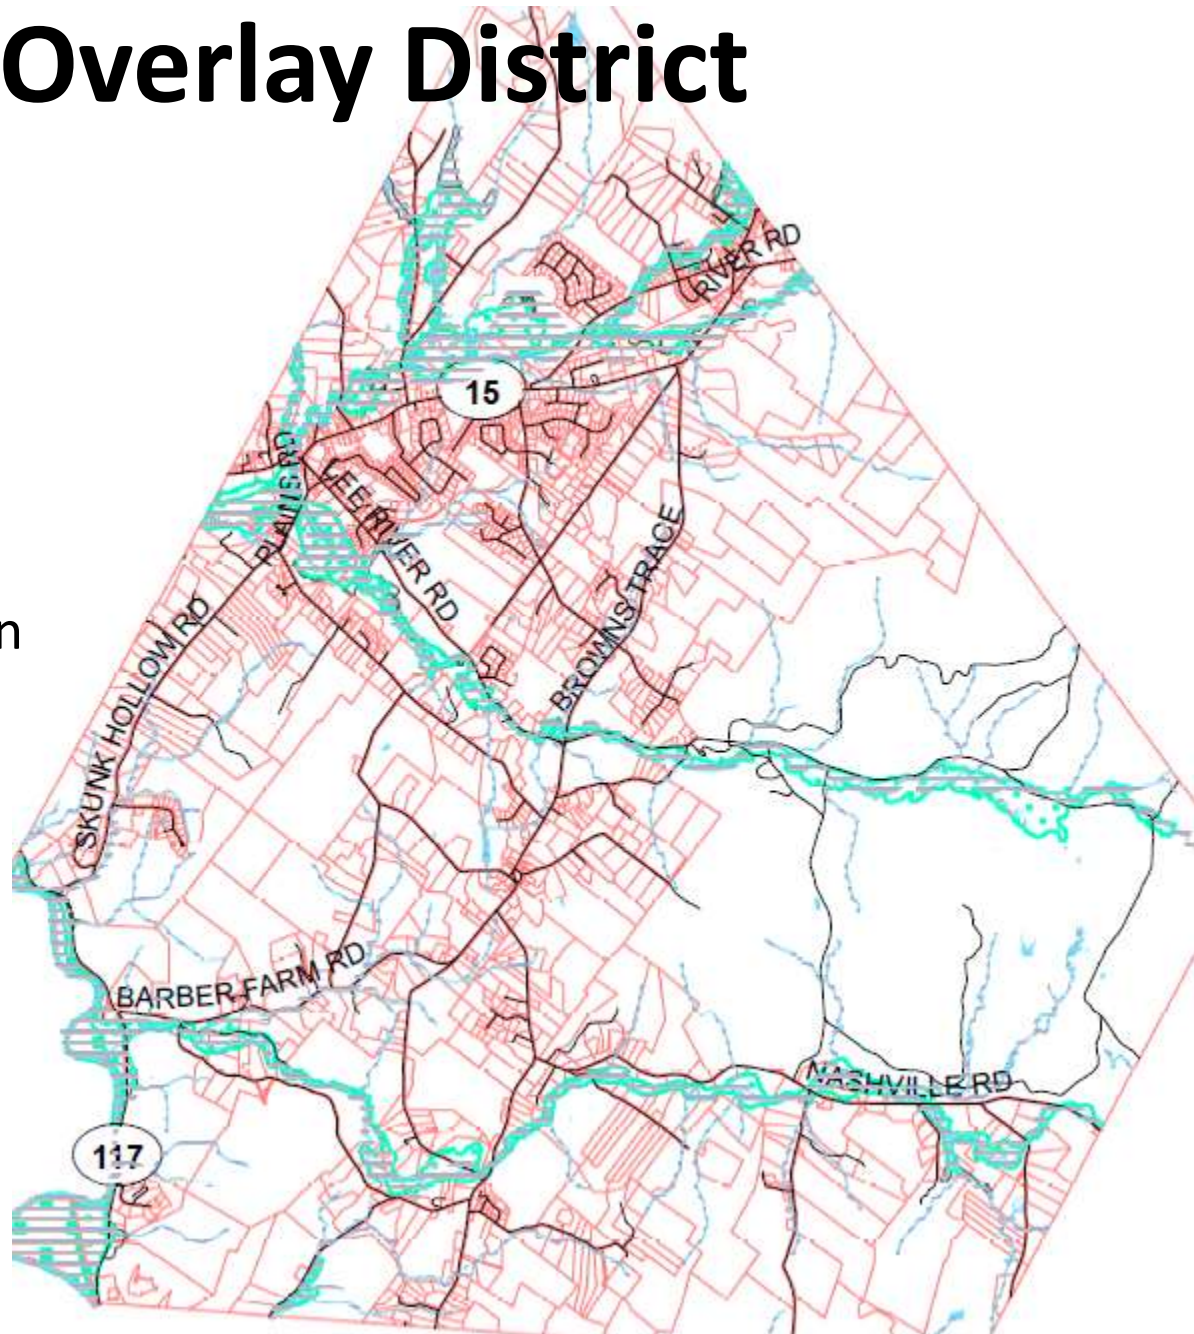 Overlay District
RIVER RD
15
PLAINS RD
LEE RIVER RD
BROWNS TRACE
n
SKUNK HOLLOW RD
BARBER FARM RD
NASHVILLE RD
117